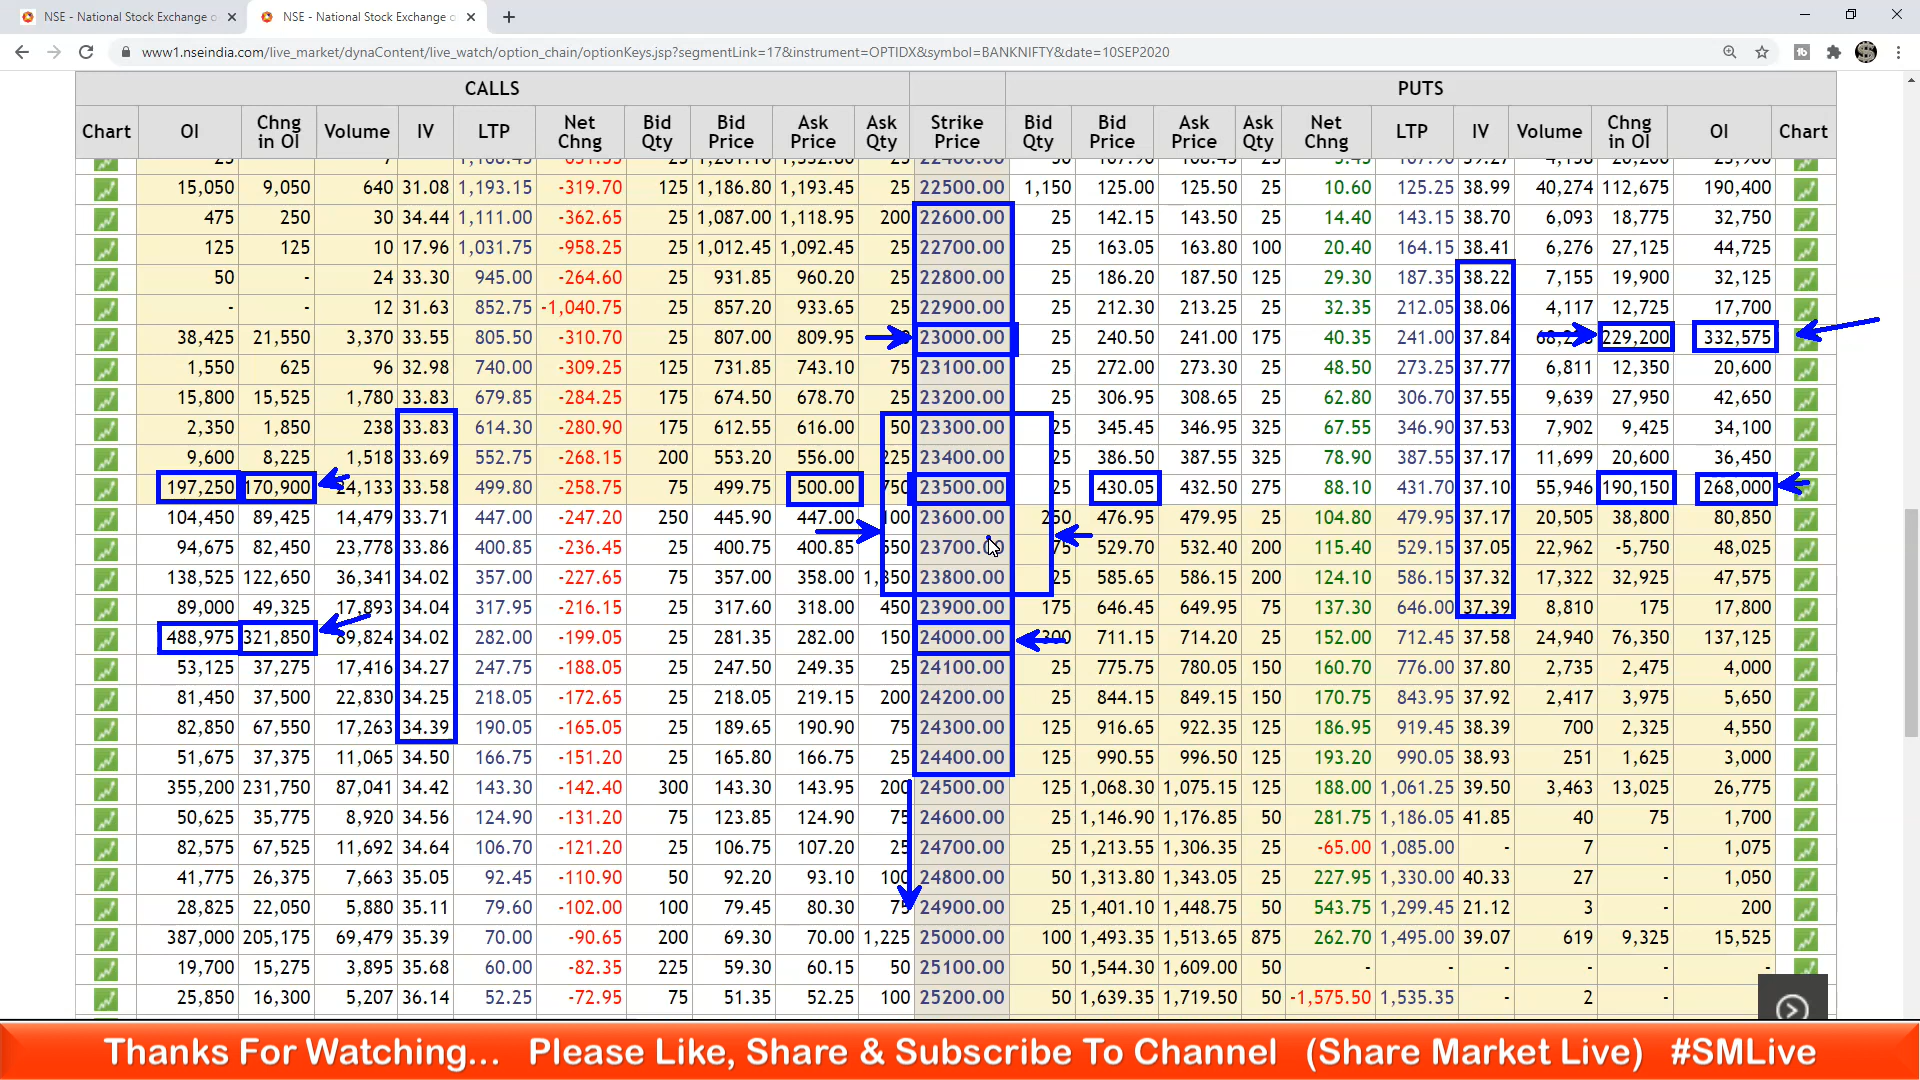 NSE - National Stock Exchange o
NSE - National Stock Exchange o
www1.nseindia.com/live_market/dynaContent/live_watch/option_chain/optionKeys.jsp?segmentLink=17&instrument=OPTIDX&symbol=BANKNIFTY&date=10SEP2020
CALLS PUTS
Chart OI Chng in OI Volume IV LTP Net Chng Bid Qty Bid Price Ask Price Ask Qty Strike Price Bid Qty Bid Price Ask Price Ask Qty Net Chng LTP IV Volume Chng in OI OI Chart
15,050 9,050 640 31.08 1,193.15 -319.70 125 1,186.80 1,193.45 25 22500.00 1,150 125.00 125.50 25 10.60 125.25 38.99 40,274 112,675 190,400
475 250 30 34.44 1,111.00 -362.65 25 1,087.00 1,118.95 200 22600.00 25 142.15 143.50 25 14.40 143.15 38.70 6,093 18,775 32,750
125 125 10 17.96 1,031.75 -958.25 25 1,012.45 1,092.45 25 22700.00 25 163.05 163.80 100 20.40 164.15 38.41 6,276 27,125 44,725
50 - 24 33.30 945.00 -264.60 25 931.85 960.20 25 22800.00 25 186.20 187.50 125 29.30 187.35 38.22 7,155 19,900 32,125
- - 12 31.63 852.75 -1,040.75 25 857.20 933.65 25 22900.00 25 212.30 213.25 25 32.35 212.05 38.06 4,117 12,725 17,700
38,425 21,550 3,370 33.55 805.50 -310.70 25 807.00 809.95 23000.00 25 240.50 241.00 175 40.35 241.00 37.84 229,200 332,575
1,550 625 96 32.98 740.00 -309.25 125 731.85 743.10 75 23100.00 25 272.00 273.30 25 48.50 273.25 37.77 6,811 12,350 20,600
15,800 15,525 1,780 33.83 679.85 -284.25 175 674.50 678.70 25 23200.00 25 306.95 308.65 25 62.80 306.70 37.55 9,639 27,950 42,650
2,350 1,850 238 33.83 614.30 -280.90 175 612.55 616.00 50 23300.00 25 345.45 346.95 325 67.55 346.90 37.53 7,902 9,425 34,100
9,600 8,225 1,518 33.69 552.75 -268.15 200 553.20 556.00 225 23400.00 25 386.50 387.55 325 78.90 387.55 37.17 11,699 20,600 36,450
197,250 170,900 24,133 33.58 499.80 -258.75 75 499.75 500.00 750 23500.00 25 430.05 432.50 275 88.10 431.70 37.10 55,946 190,150 268,000
104,450 89,425 14,479 33.71 447.00 -247.20 250 445.90 447.00 100 23600.00 250 476.95 479.95 25 104.80 479.95 37.17 20,505 38,800 80,850
94,675 82,450 23,778 33.86 400.85 -236.45 25 400.75 400.85 550 23700.00 75 529.70 532.40 200 115.40 529.15 37.05 22,962 -5,750 48,025
138,525 122,650 36,341 34.02 357.00 -227.65 75 357.00 358.00 1,350 23800.00 25 585.65 586.15 200 124.10 586.15 37.32 17,322 32,925 47,575
89,000 49,325 17,893 34.04 317.95 -216.15 25 317.60 318.00 450 23900.00 175 646.45 649.95 75 137.30 646.00 37.39 8,810 175 17,800
488,975 321,850 89,824 34.02 282.00 -199.05 25 281.35 282.00 150 24000.00 300 711.15 714.20 25 152.00 712.45 37.58 24,940 76,350 137,125
53,125 37,275 17,416 34.27 247.75 -188.05 25 247.50 249.35 25 24100.00 25 775.75 780.05 150 160.70 776.00 37.80 2,735 2,475 4,000
81,450 37,500 22,830 34.25 218.05 -172.65 25 218.05 219.15 200 24200.00 25 844.15 849.15 150 170.75 843.95 37.92 2,417 3,975 5,650
82,850 67,550 17,263 34.39 190.05 -165.05 25 189.65 190.90 75 24300.00 125 916.65 922.35 125 186.95 919.45 38.39 700 2,325 4,550
51,675 37,375 11,065 34.50 166.75 -151.20 25 165.80 166.75 25 24400.00 125 990.55 996.50 125 193.20 990.05 38.93 251 1,625 3,000
355,200 231,750 87,041 34.42 143.30 -142.40 300 143.30 143.95 200 24500.00 125 1,068.30 1,075.15 125 188.00 1,061.25 39.50 3,463 13,025 26,775
50,625 35,775 8,920 34.56 124.90 -131.20 75 123.85 124.90 75 24600.00 25 1,146.90 1,176.85 50 281.75 1,186.05 41.85 40 75 1,700
82,575 67,525 11,692 34.64 106.70 -121.20 25 106.75 107.20 25 24700.00 25 1,213.55 1,306.35 25 -65.00 1,085.00 - 7 - 1,075
41,775 26,375 7,663 35.05 92.45 -110.90 50 92.20 93.10 100 24800.00 50 1,313.80 1,343.05 25 227.95 1,330.00 40.33 27 - 1,050
28,825 22,050 5,880 35.11 79.60 -102.00 100 79.45 80.30 75 24900.00 25 1,401.10 1,448.75 50 543.75 1,299.45 21.12 3 - 200
387,000 205,175 69,479 35.39 70.00 -90.65 200 69.30 70.00 1,225 25000.00 100 1,493.35 1,513.65 875 262.70 1,495.00 39.07 619 9,325 15,525
19,700 15,275 3,895 35.68 60.00 -82.35 225 59.30 60.15 50 25100.00 50 1,544.30 1,609.00 50 - - - - - -
25,850 16,300 5,207 36.14 52.25 -72.95 75 51.35 52.25 100 25200.00 50 1,639.35 1,719.50 50 -1,575.50 1,535.35 - 2 -
Thanks For Watching... Please Like, Share & Subscribe To Channel (Share Market Live) #SMLive